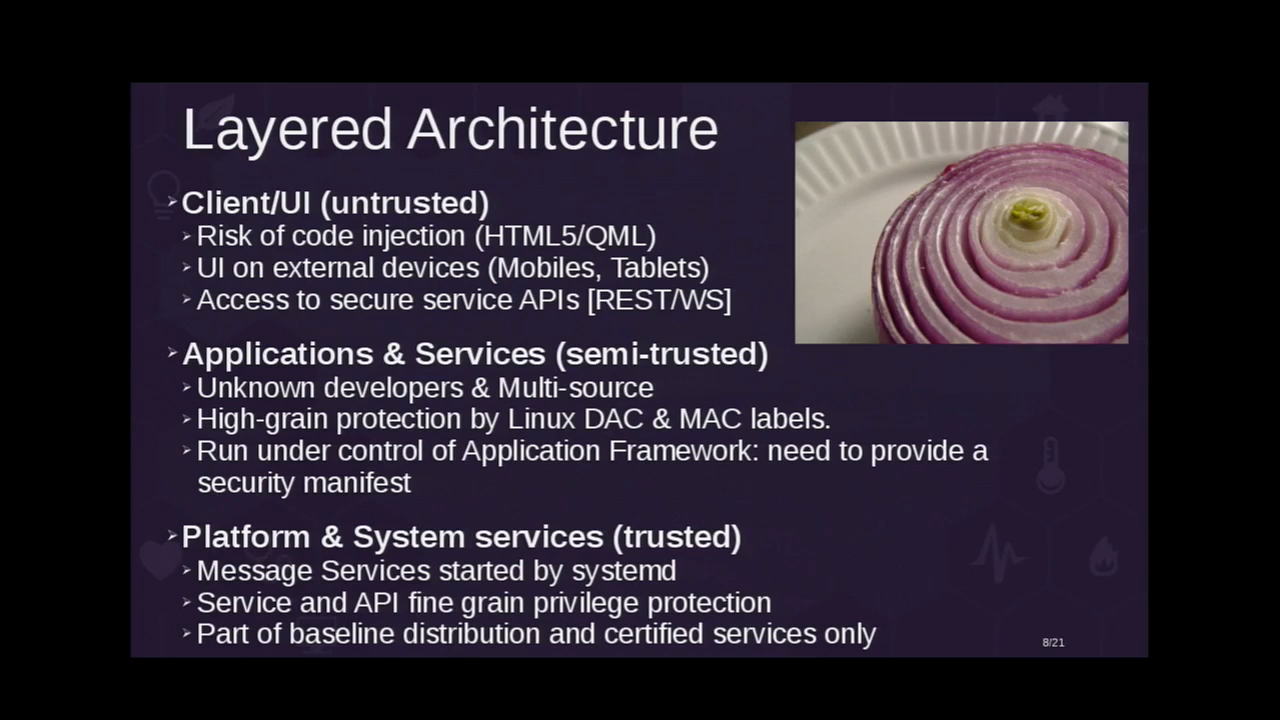 Layered Architecture
Client/UI (untrusted)
Risk of code injection (HTML5/QML)
UI on external devices (Mobiles, Tablets)
Access to secure service APIs [REST/WS]
Applications & Services (semi-trusted)
Unknown developers & Multi-source
High-grain protection by Linux DAC & MAC labels.
Run under control of Application Framework: need to provide a
security manifest
Platform & System services (trusted)
Message Services started by systemd
Service and API fine grain privilege protection
Part of baseline distribution and certified services only
8/21